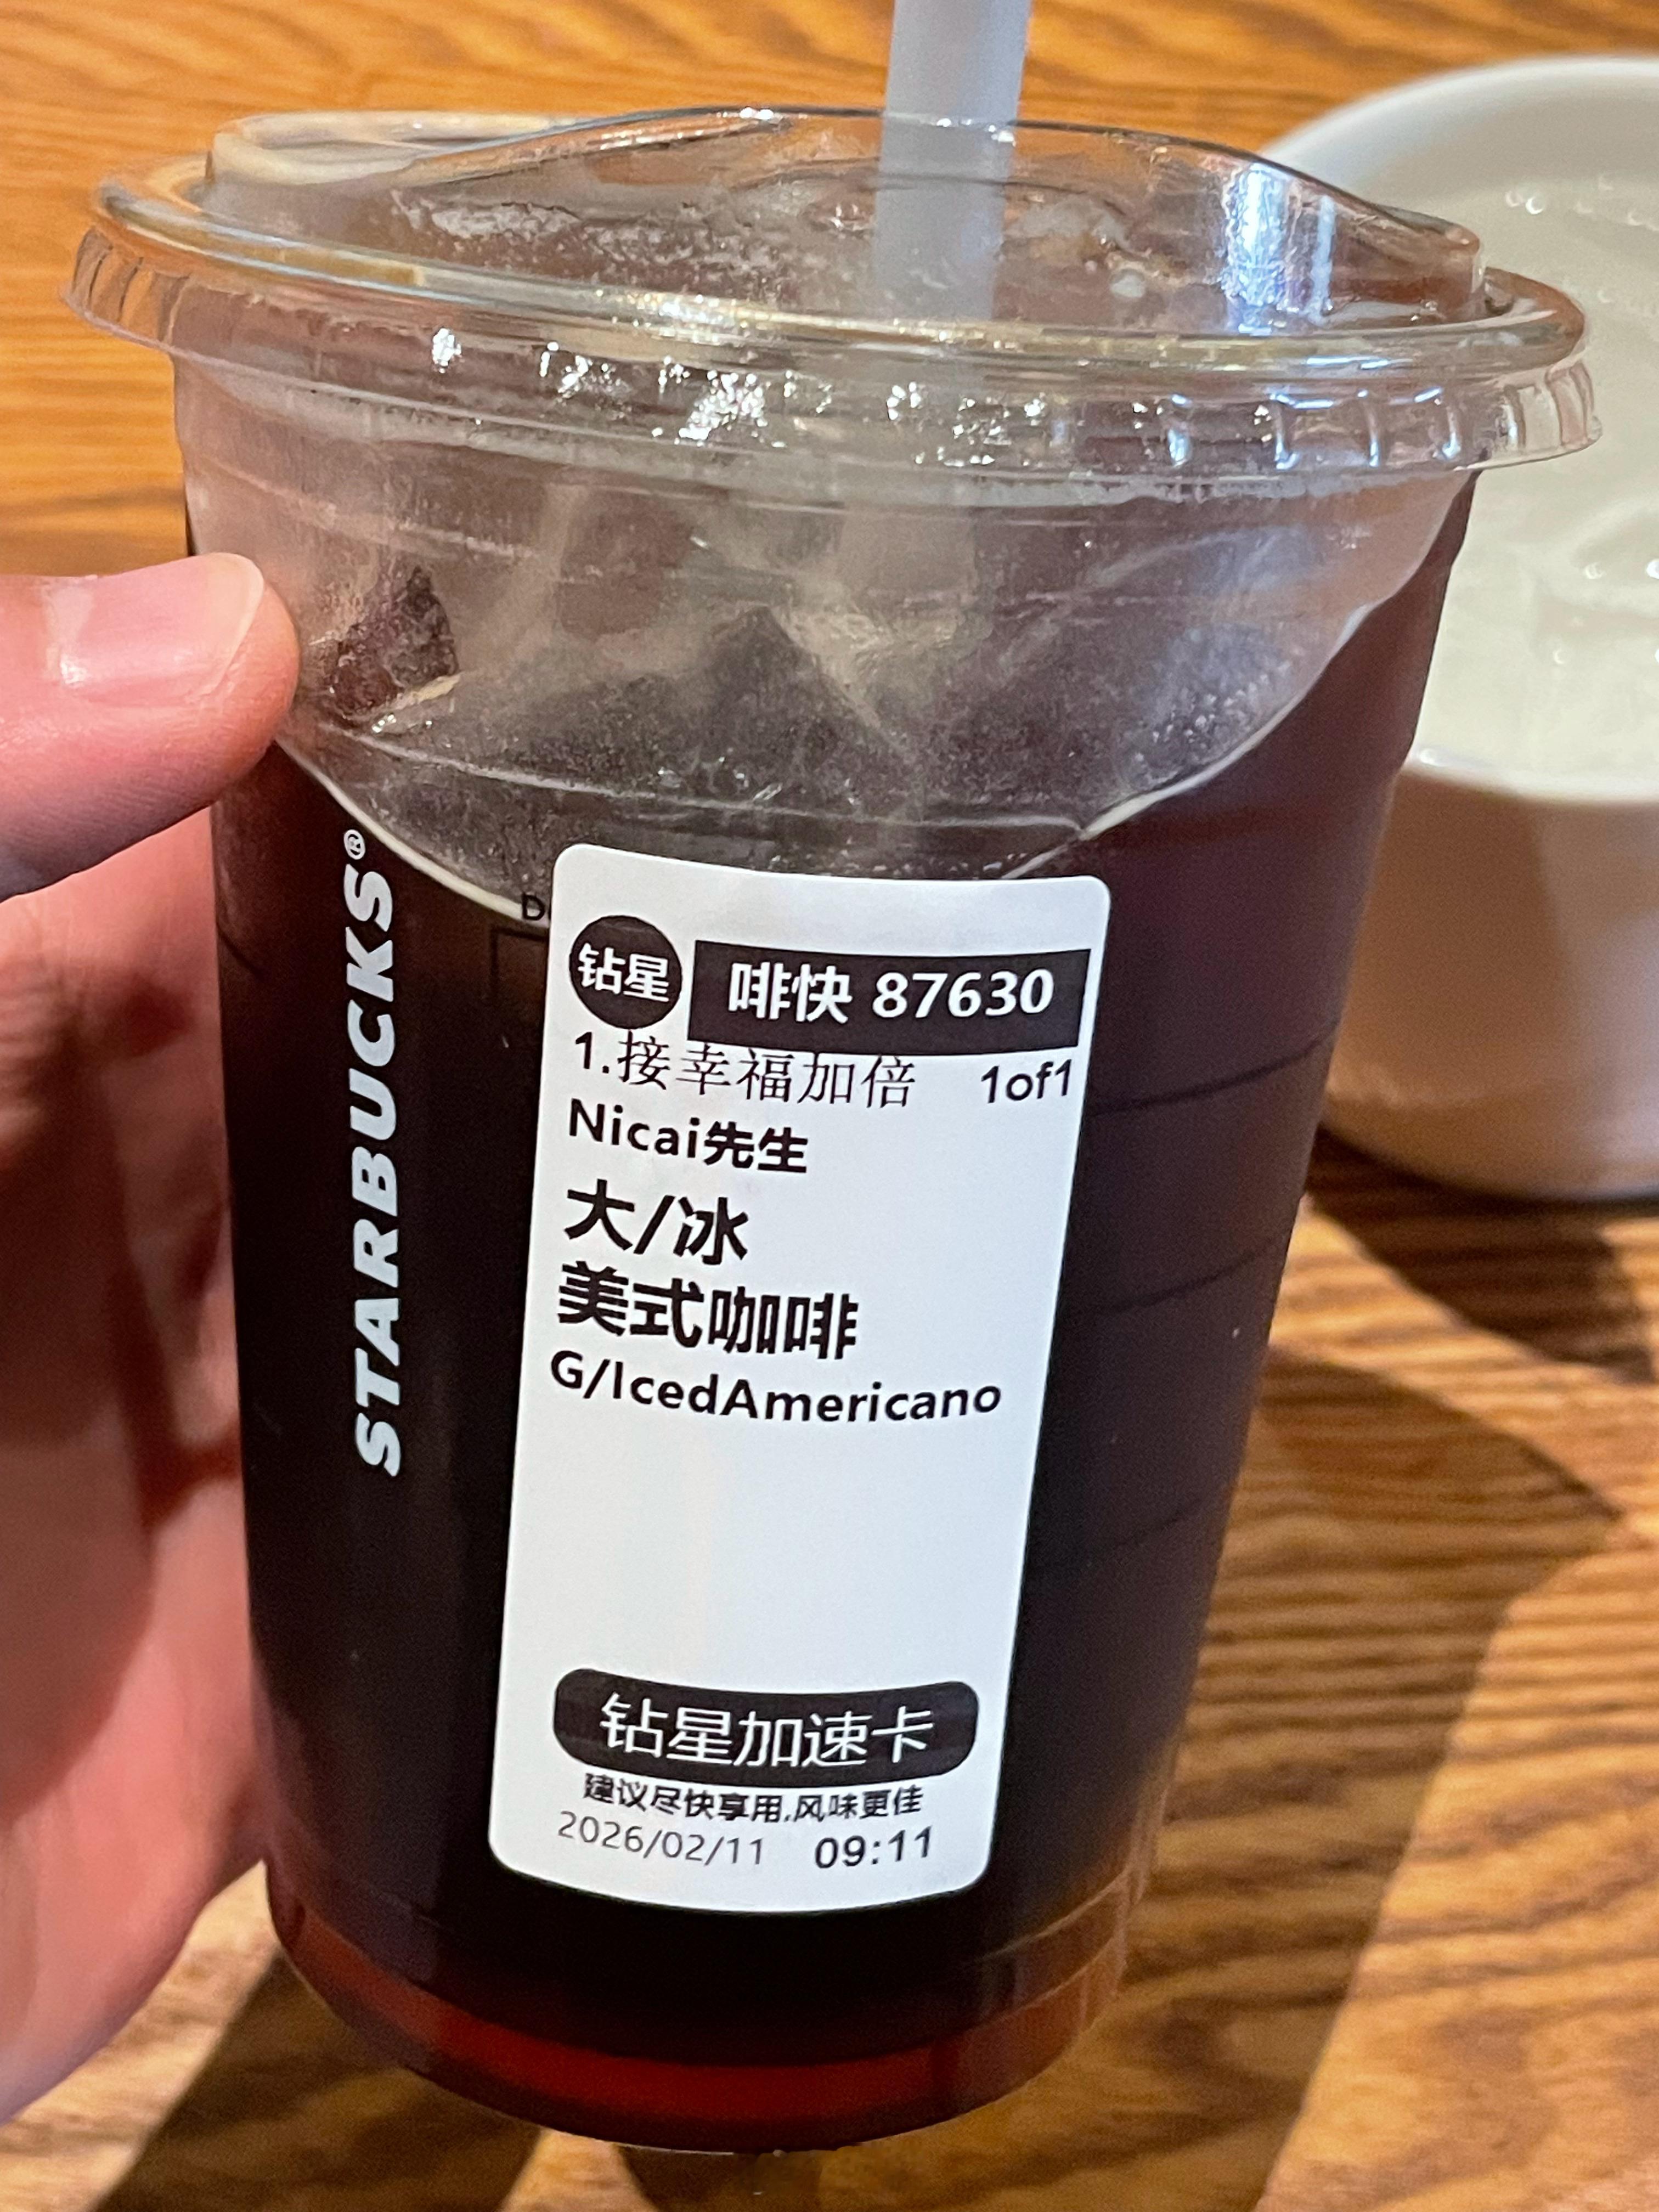 STARBUCKS®
钻星
啡快 87630
1.接幸福加倍 1of1
Nicai先生
大/冰
美式咖啡
G/IcedAmericano
钻星加速卡
建议尽快享用,风味更佳
2026/02/11 09:11